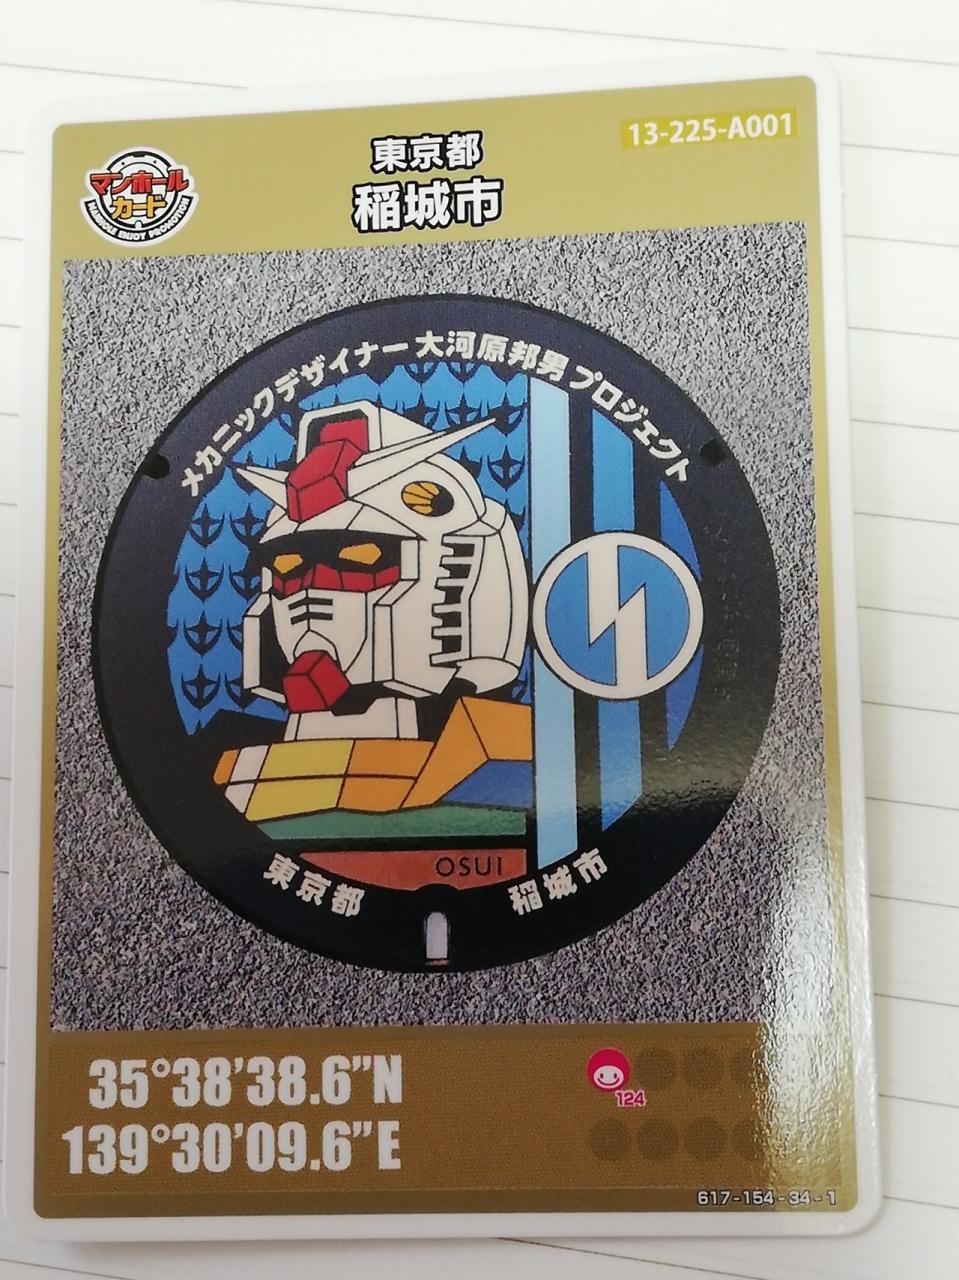 13-225-A001
マンホール
カード
MANHOLE ENJOY PROMOTION
東京都
稲城市
メカニックデザイナー 大河原邦男 プロジェクト
OSUI
東京都
稲城市
35°38’38.6”N
139°30’09.6”E
124
617-154-34-1